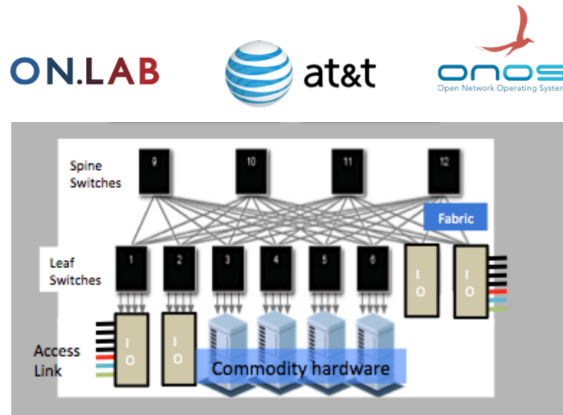 ON.LAB
at&t
onos
Open Network Operating System
Spine
Switches
9
10
11
12
Fabric
Leaf
Switches
1
2
3
4
5
6
I
O
I
O
Access
Link
I
O
I
O
Commodity hardware